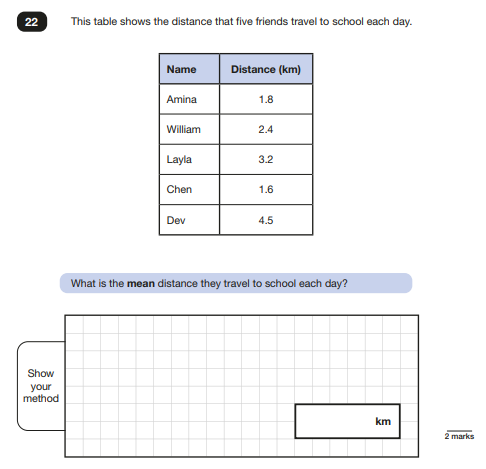 22 This table shows the distance that five friends travel to school each day.
Name Distance (km)
Amina 1.8
William 2.4
Layla 3.2
Chen 1.6
Dev 4.5
What is the mean distance they travel to school each day?
Show
your
method
km
2 marks